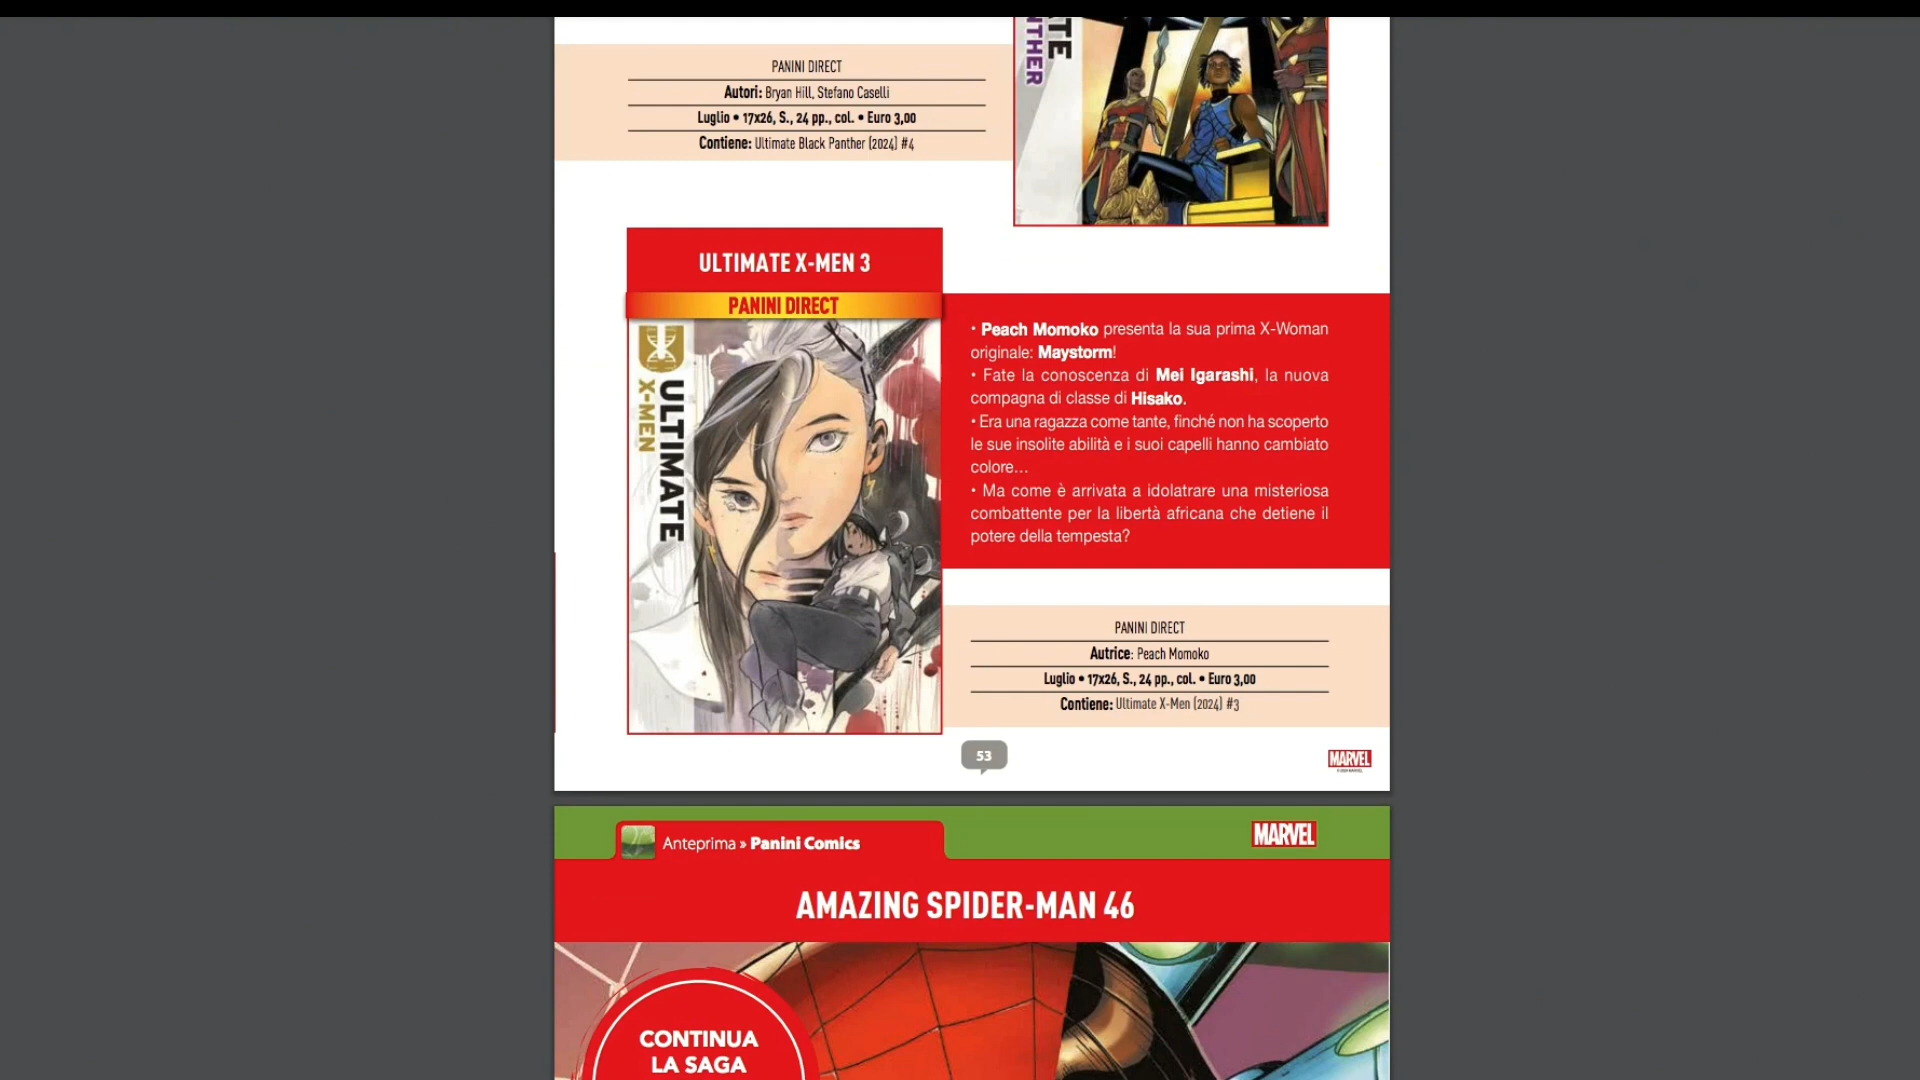 PANINI DIRECT
Autori: Bryan Hill, Stefano Caselli
Luglio • 17x26, S., 24 pp., col. • Euro 3,00
Contiene: Ultimate Black Panther (2024) #4
TE
NTHER
ULTIMATE X-MEN 3
PANINI DIRECT
ULTIMATE
X-MEN
• Peach Momoko presenta la sua prima X-Woman
originale: Maystorm!
• Fate la conoscenza di Mei Igarashi, la nuova
compagna di classe di Hisako.
• Era una ragazza come tante, finché non ha scoperto
le sue insolite abilità e i suoi capelli hanno cambiato
colore...
• Ma come è arrivata a idolatrare una misteriosa
combattente per la libertà africana che detiene il
potere della tempesta?
PANINI DIRECT
Autrice: Peach Momoko
Luglio • 17x26, S., 24 pp., col. • Euro 3,00
Contiene: Ultimate X-Men (2024) #3
53
MARVEL
Anteprima » Panini Comics
MARVEL
AMAZING SPIDER-MAN 46
CONTINUA
LA SAGA